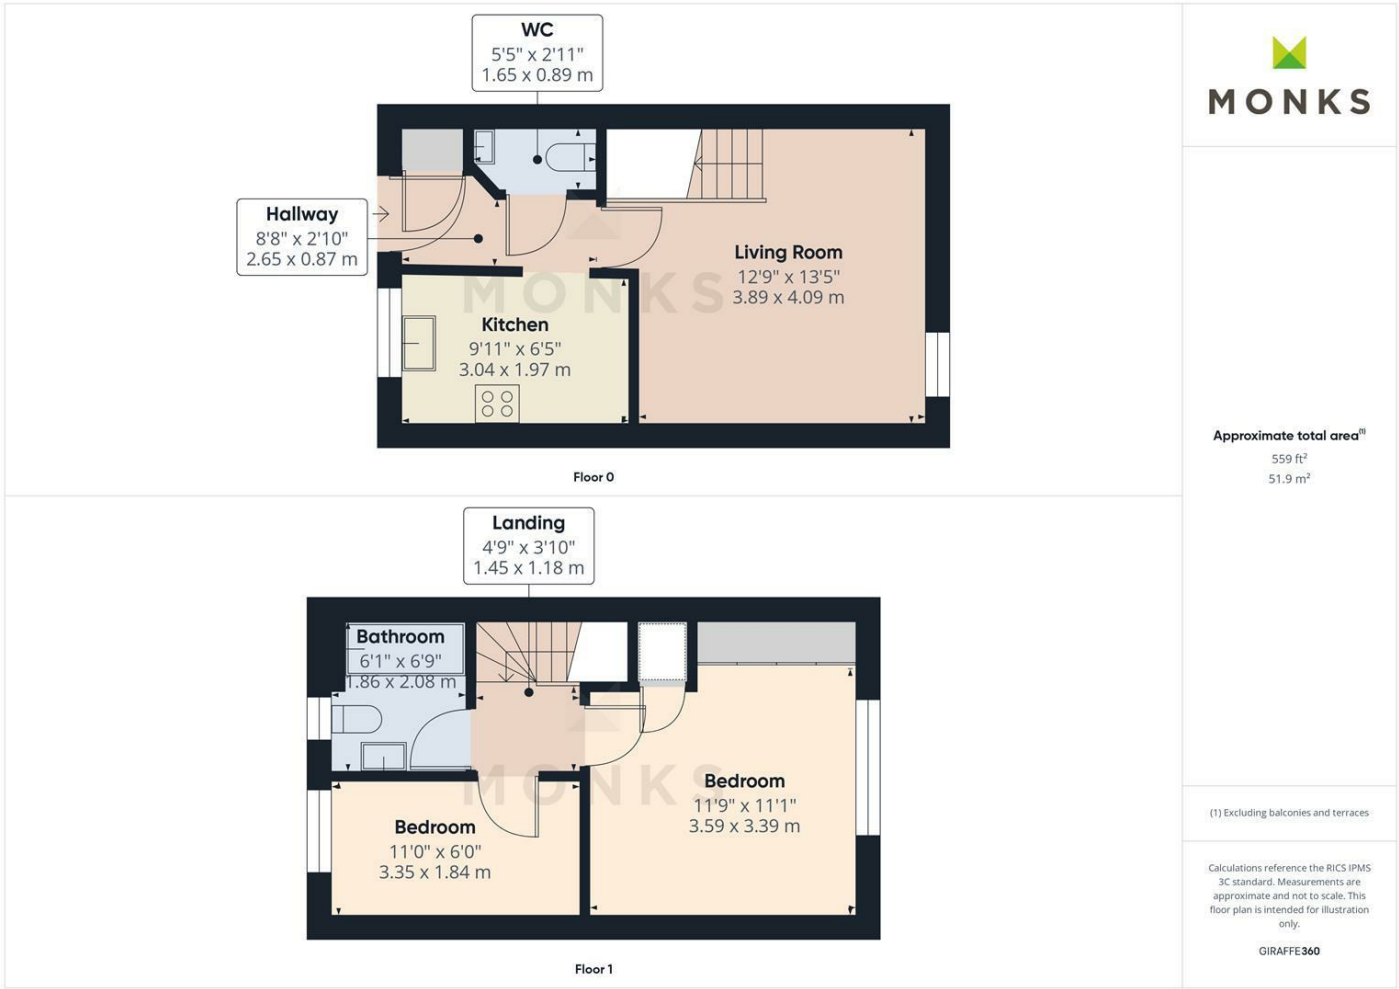 WC
5'5" x 2'11"
1.65 x 0.89 m
Hallway
8'8" x 2'10"
2.65 x 0.87 m
Living Room
12'9" x 13'5"
3.89 x 4.09 m
MONKS
Kitchen
9'11" x 6'5"
3.04 x 1.97 m
Floor 0
Landing
4'9" x 3'10"
1.45 x 1.18 m
Bathroom
6'1" x 6'9"
1.86 x 2.08 m
MONKS
Bedroom
11'9" x 11'1"
3.59 x 3.39 m
Bedroom
11'0" x 6'0"
3.35 x 1.84 m
Floor 1
MONKS
Approximate total area(1)
559 ft²
51.9 m²
(1) Excluding balconies and terraces
Calculations reference the RICS IPMS
3C standard. Measurements are
approximate and not to scale. This
floor plan is intended for illustration
only.
GIRAFFE360